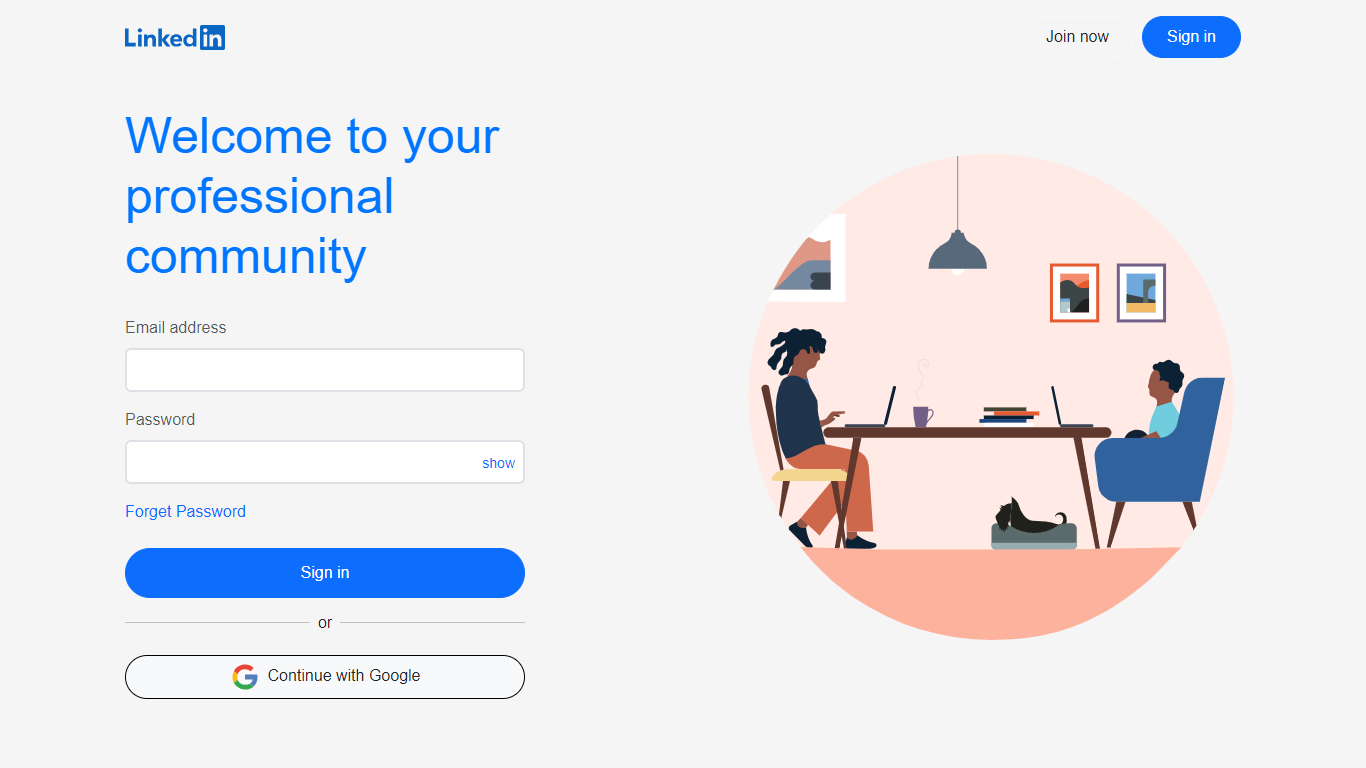 Linkedin
Join now
Sign in
Welcome to your
professional
community
Email address
Password
show
Forget Password
Sign in
or
Continue with Google